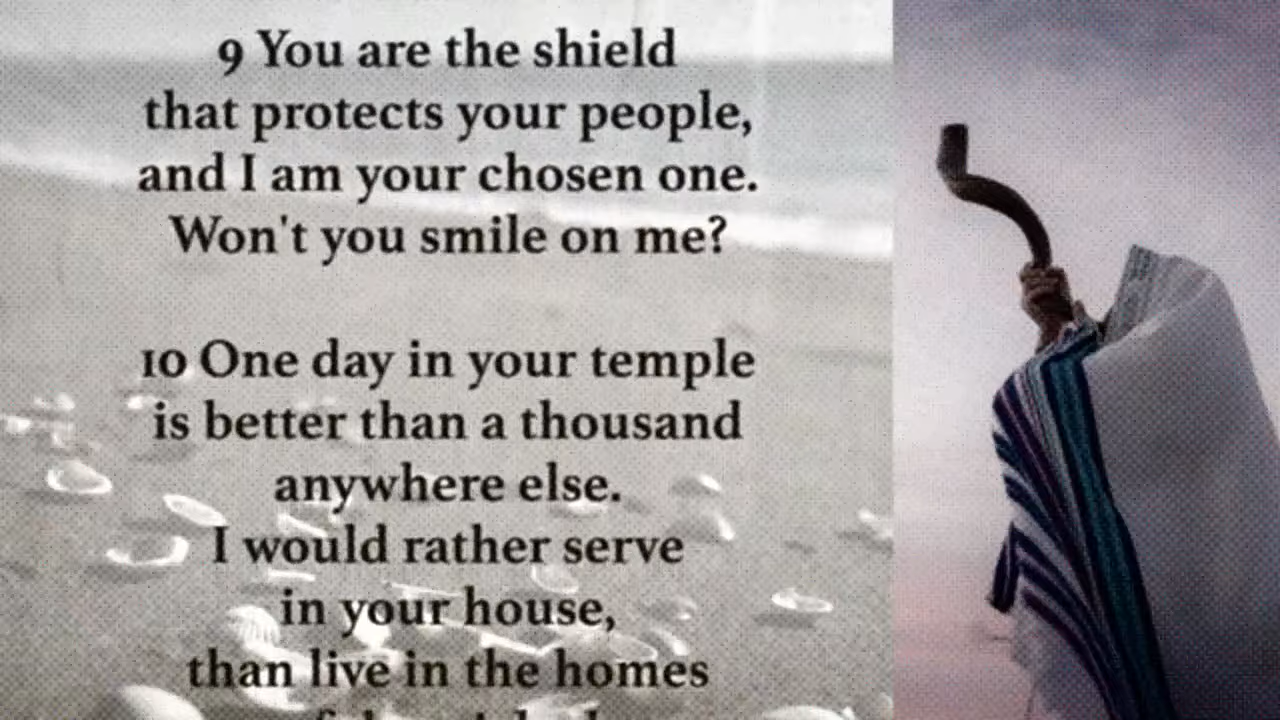 9 You are the shield
that protects your people,
and I am your chosen one.
Won't you smile on me?
10 One day in your temple
is better than a thousand
anywhere else.
I would rather serve
in your house,
than live in the homes